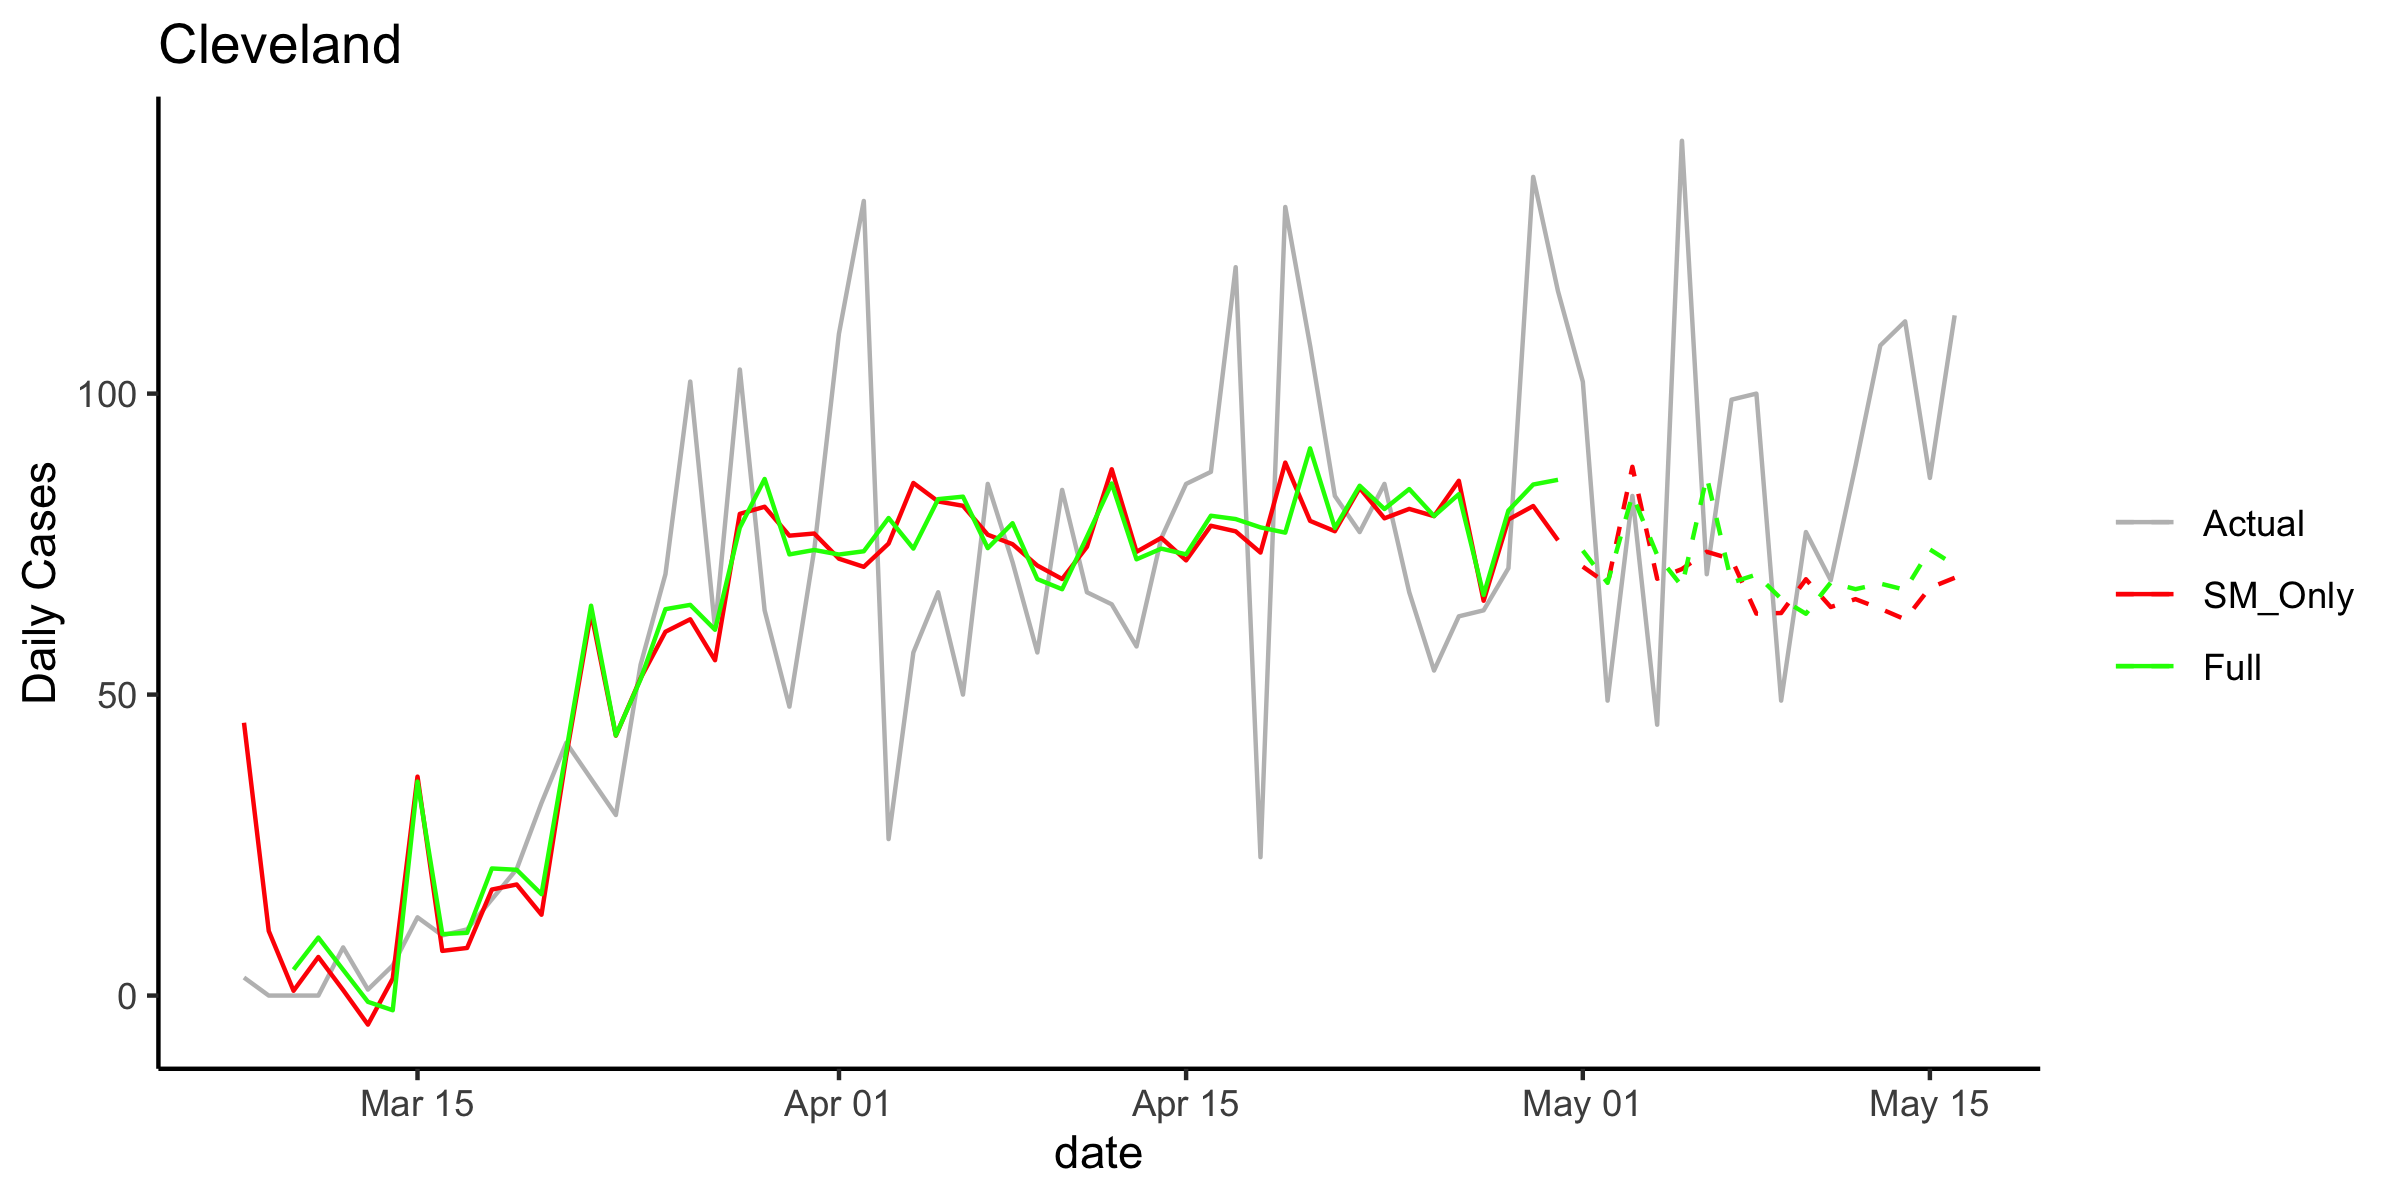 Cleveland
Daily Cases
100
50
0
Mar 15
Apr 01
Apr 15
May 01
May 15
date
Actual
SM_Only
Full